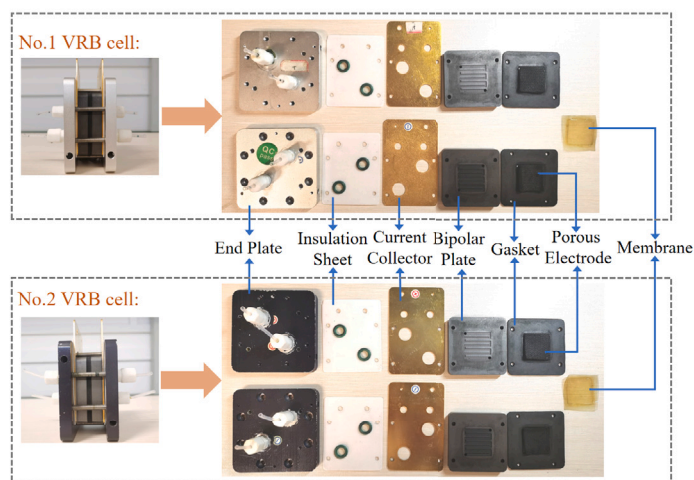 No.1 VRB cell:
QC
End Plate
Insulation
Sheet
Current
Collector
Bipolar
Plate
Gasket
Porous
Electrode
Membrane
No.2 VRB cell: